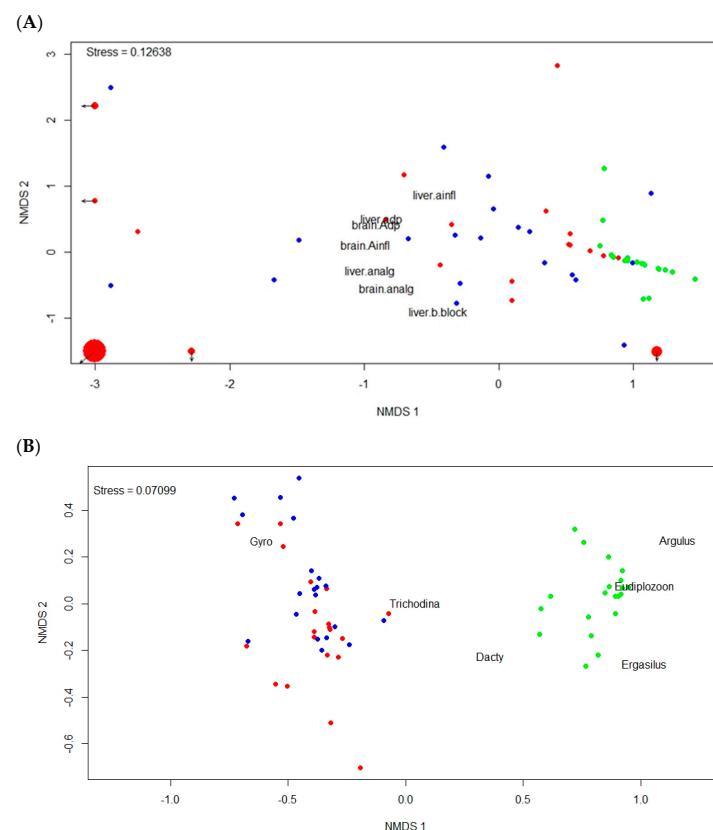 (A)
Stress = 0.12638
3
2
1
0
-1
NMDS 2
liver.ainfl
liver.adp
brain.Adp
brain.Ainfl
liver.analg
brain.analg
liver.b.block
-3 -2 -1 0 1
NMDS 1
(B)
Stress = 0.07099
0.4
0.2
0.0
-0.2
-0.4
-0.6
NMDS 2
Gyro
Argulus
Eudiplozoon
Trichodina
Dacty
Ergasilus
-1.0 -0.5 0.0 0.5 1.0
NMDS 1